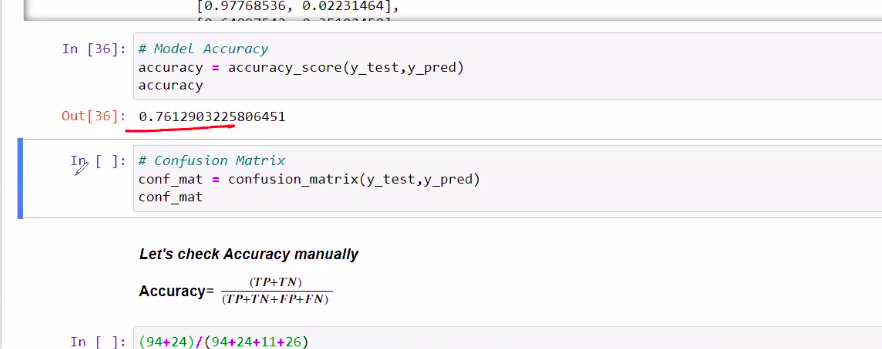 [0.97768536, 0.02231464],
In [36]: # Model Accuracy
accuracy = accuracy_score(y_test,y_pred)
accuracy
Out[36]: 0.7612903225806451
In [ ]: # Confusion Matrix
conf_mat = confusion_matrix(y_test,y_pred)
conf_mat
Let's check Accuracy manually
Accuracy= (TP+TN)
(TP+TN+FP+FN)
In [ ]: (94+24)/(94+24+11+26)